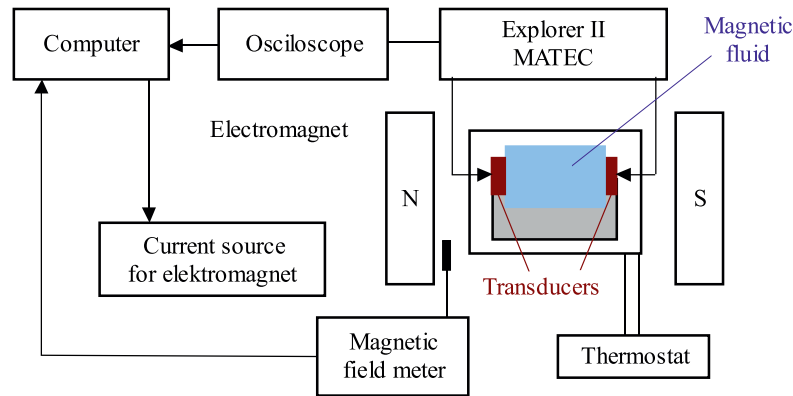 Computer
Osciloscope
Explorer II
MATEC
Magnetic
fluid
Electromagnet
N
S
Current source
for elektromagnet
Transducers
Magnetic
field meter
Thermostat